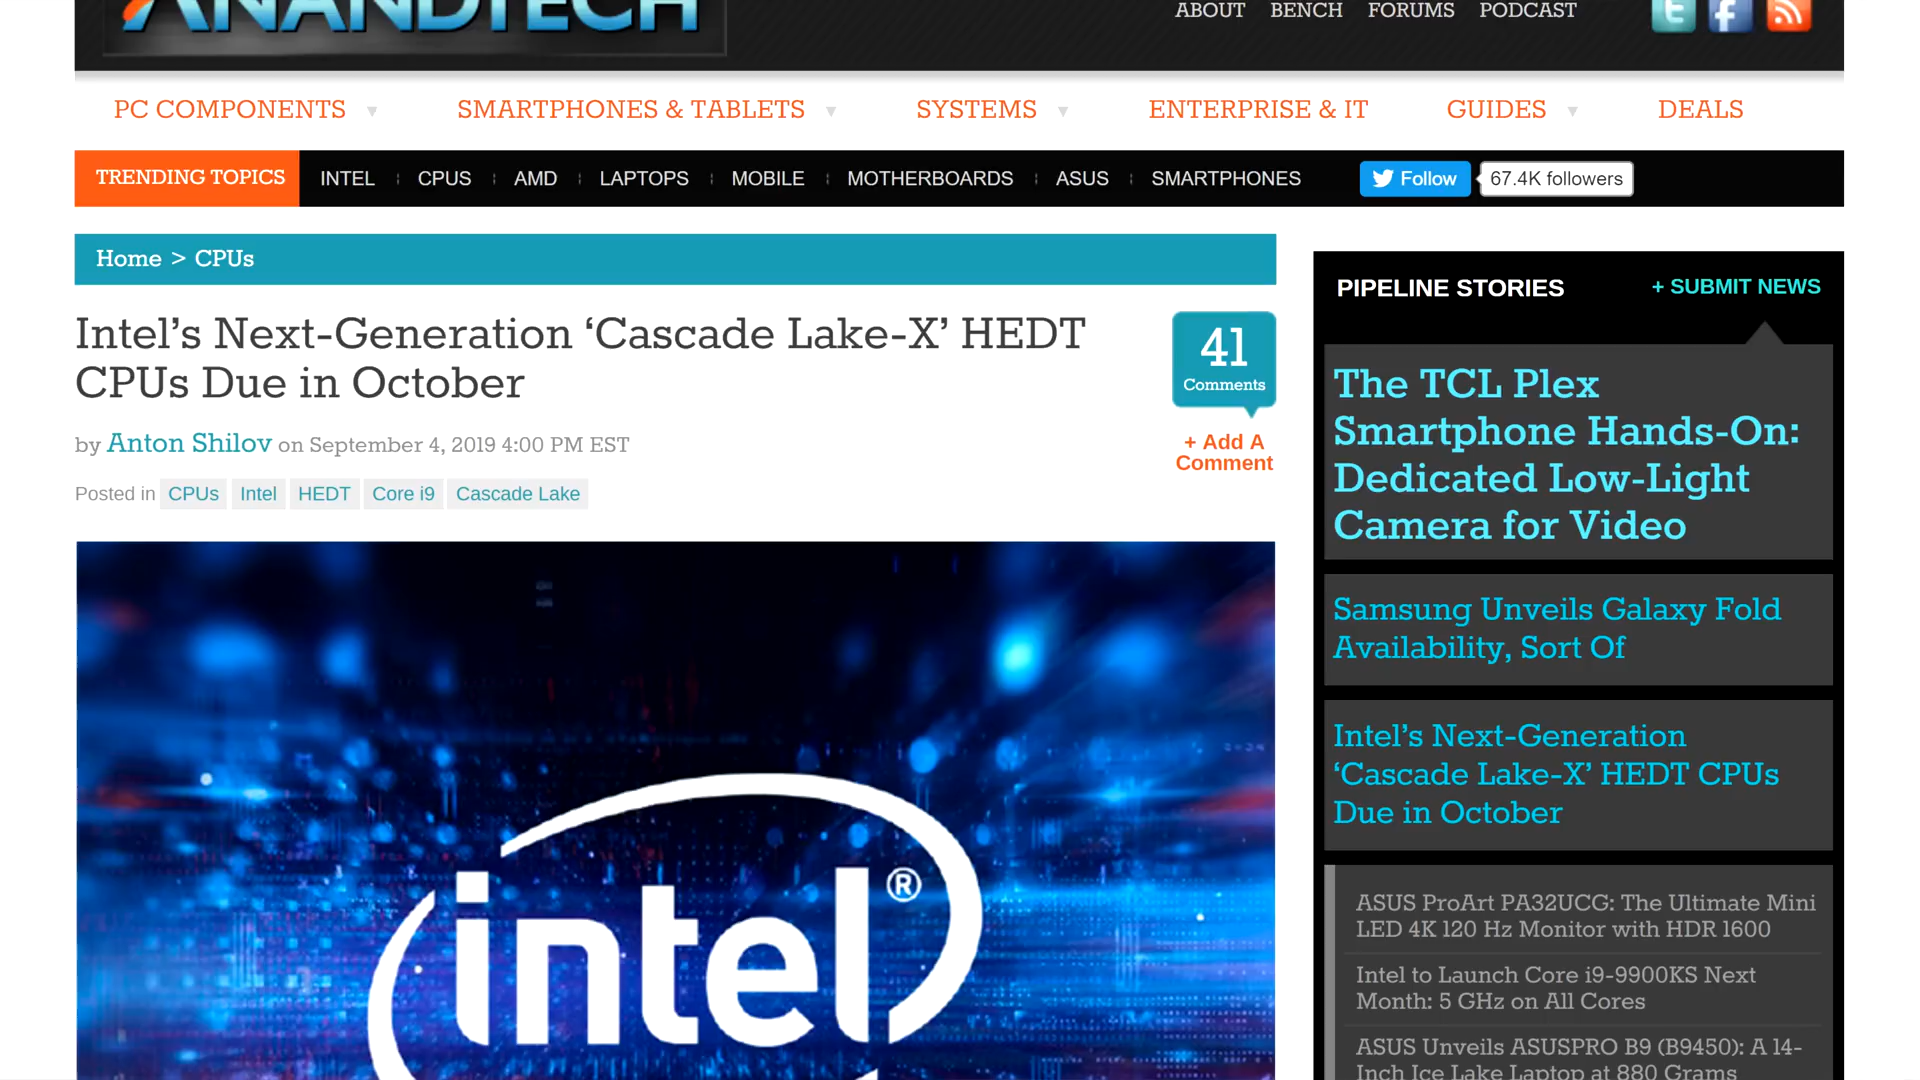 ANANDTECH
ABOUT BENCH FORUMS PODCAST
PC COMPONENTS SMARTPHONES & TABLETS SYSTEMS ENTERPRISE & IT GUIDES DEALS
TRENDING TOPICS INTEL CPUS AMD LAPTOPS MOBILE MOTHERBOARDS ASUS SMARTPHONES Follow 67.4K followers
Home > CPUs
Intel’s Next-Generation ‘Cascade Lake-X’ HEDT
CPUs Due in October
by Anton Shilov on September 4, 2019 4:00 PM EST
Posted in CPUs Intel HEDT Core i9 Cascade Lake
41
Comments
+ Add A
Comment
intel®
PIPELINE STORIES + SUBMIT NEWS
The TCL Plex
Smartphone Hands-On:
Dedicated Low-Light
Camera for Video
Samsung Unveils Galaxy Fold
Availability, Sort Of
Intel’s Next-Generation
‘Cascade Lake-X’ HEDT CPUs
Due in October
ASUS ProArt PA32UCG: The Ultimate Mini
LED 4K 120 Hz Monitor with HDR 1600
Intel to Launch Core i9-9900KS Next
Month: 5 GHz on All Cores
ASUS Unveils ASUSPRO B9 (B9450): A 14-
Inch Ice Lake Laptop at 880 Grams